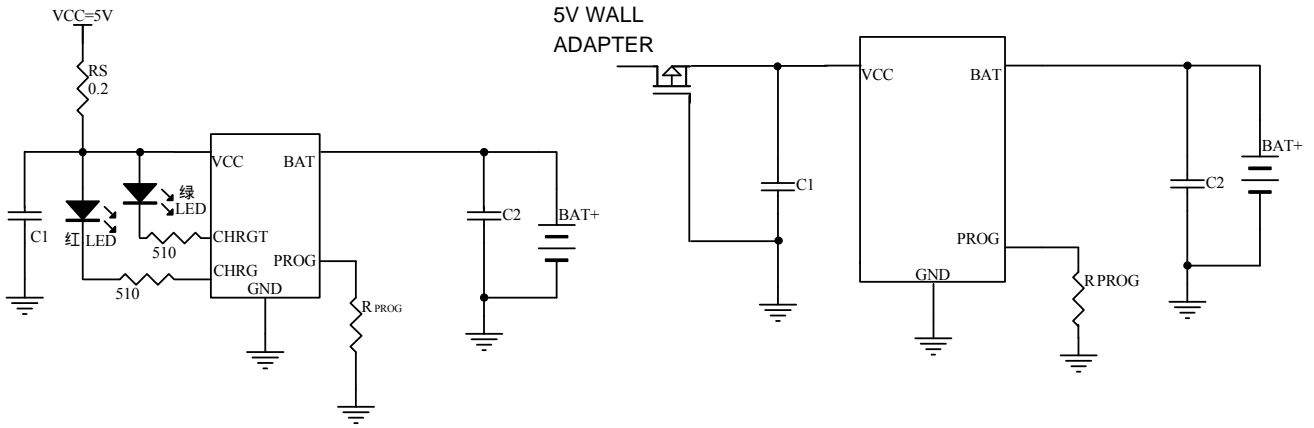 VCC=5V
RS
0.2
VCC
BAT
绿
LED
C1
红 LED
510
CHRGT
C2
BAT+
PROG
CHRG
510
GND
R PROG
5V WALL
ADAPTER
VCC
BAT
C1
C2
BAT+
PROG
GND
R PROG